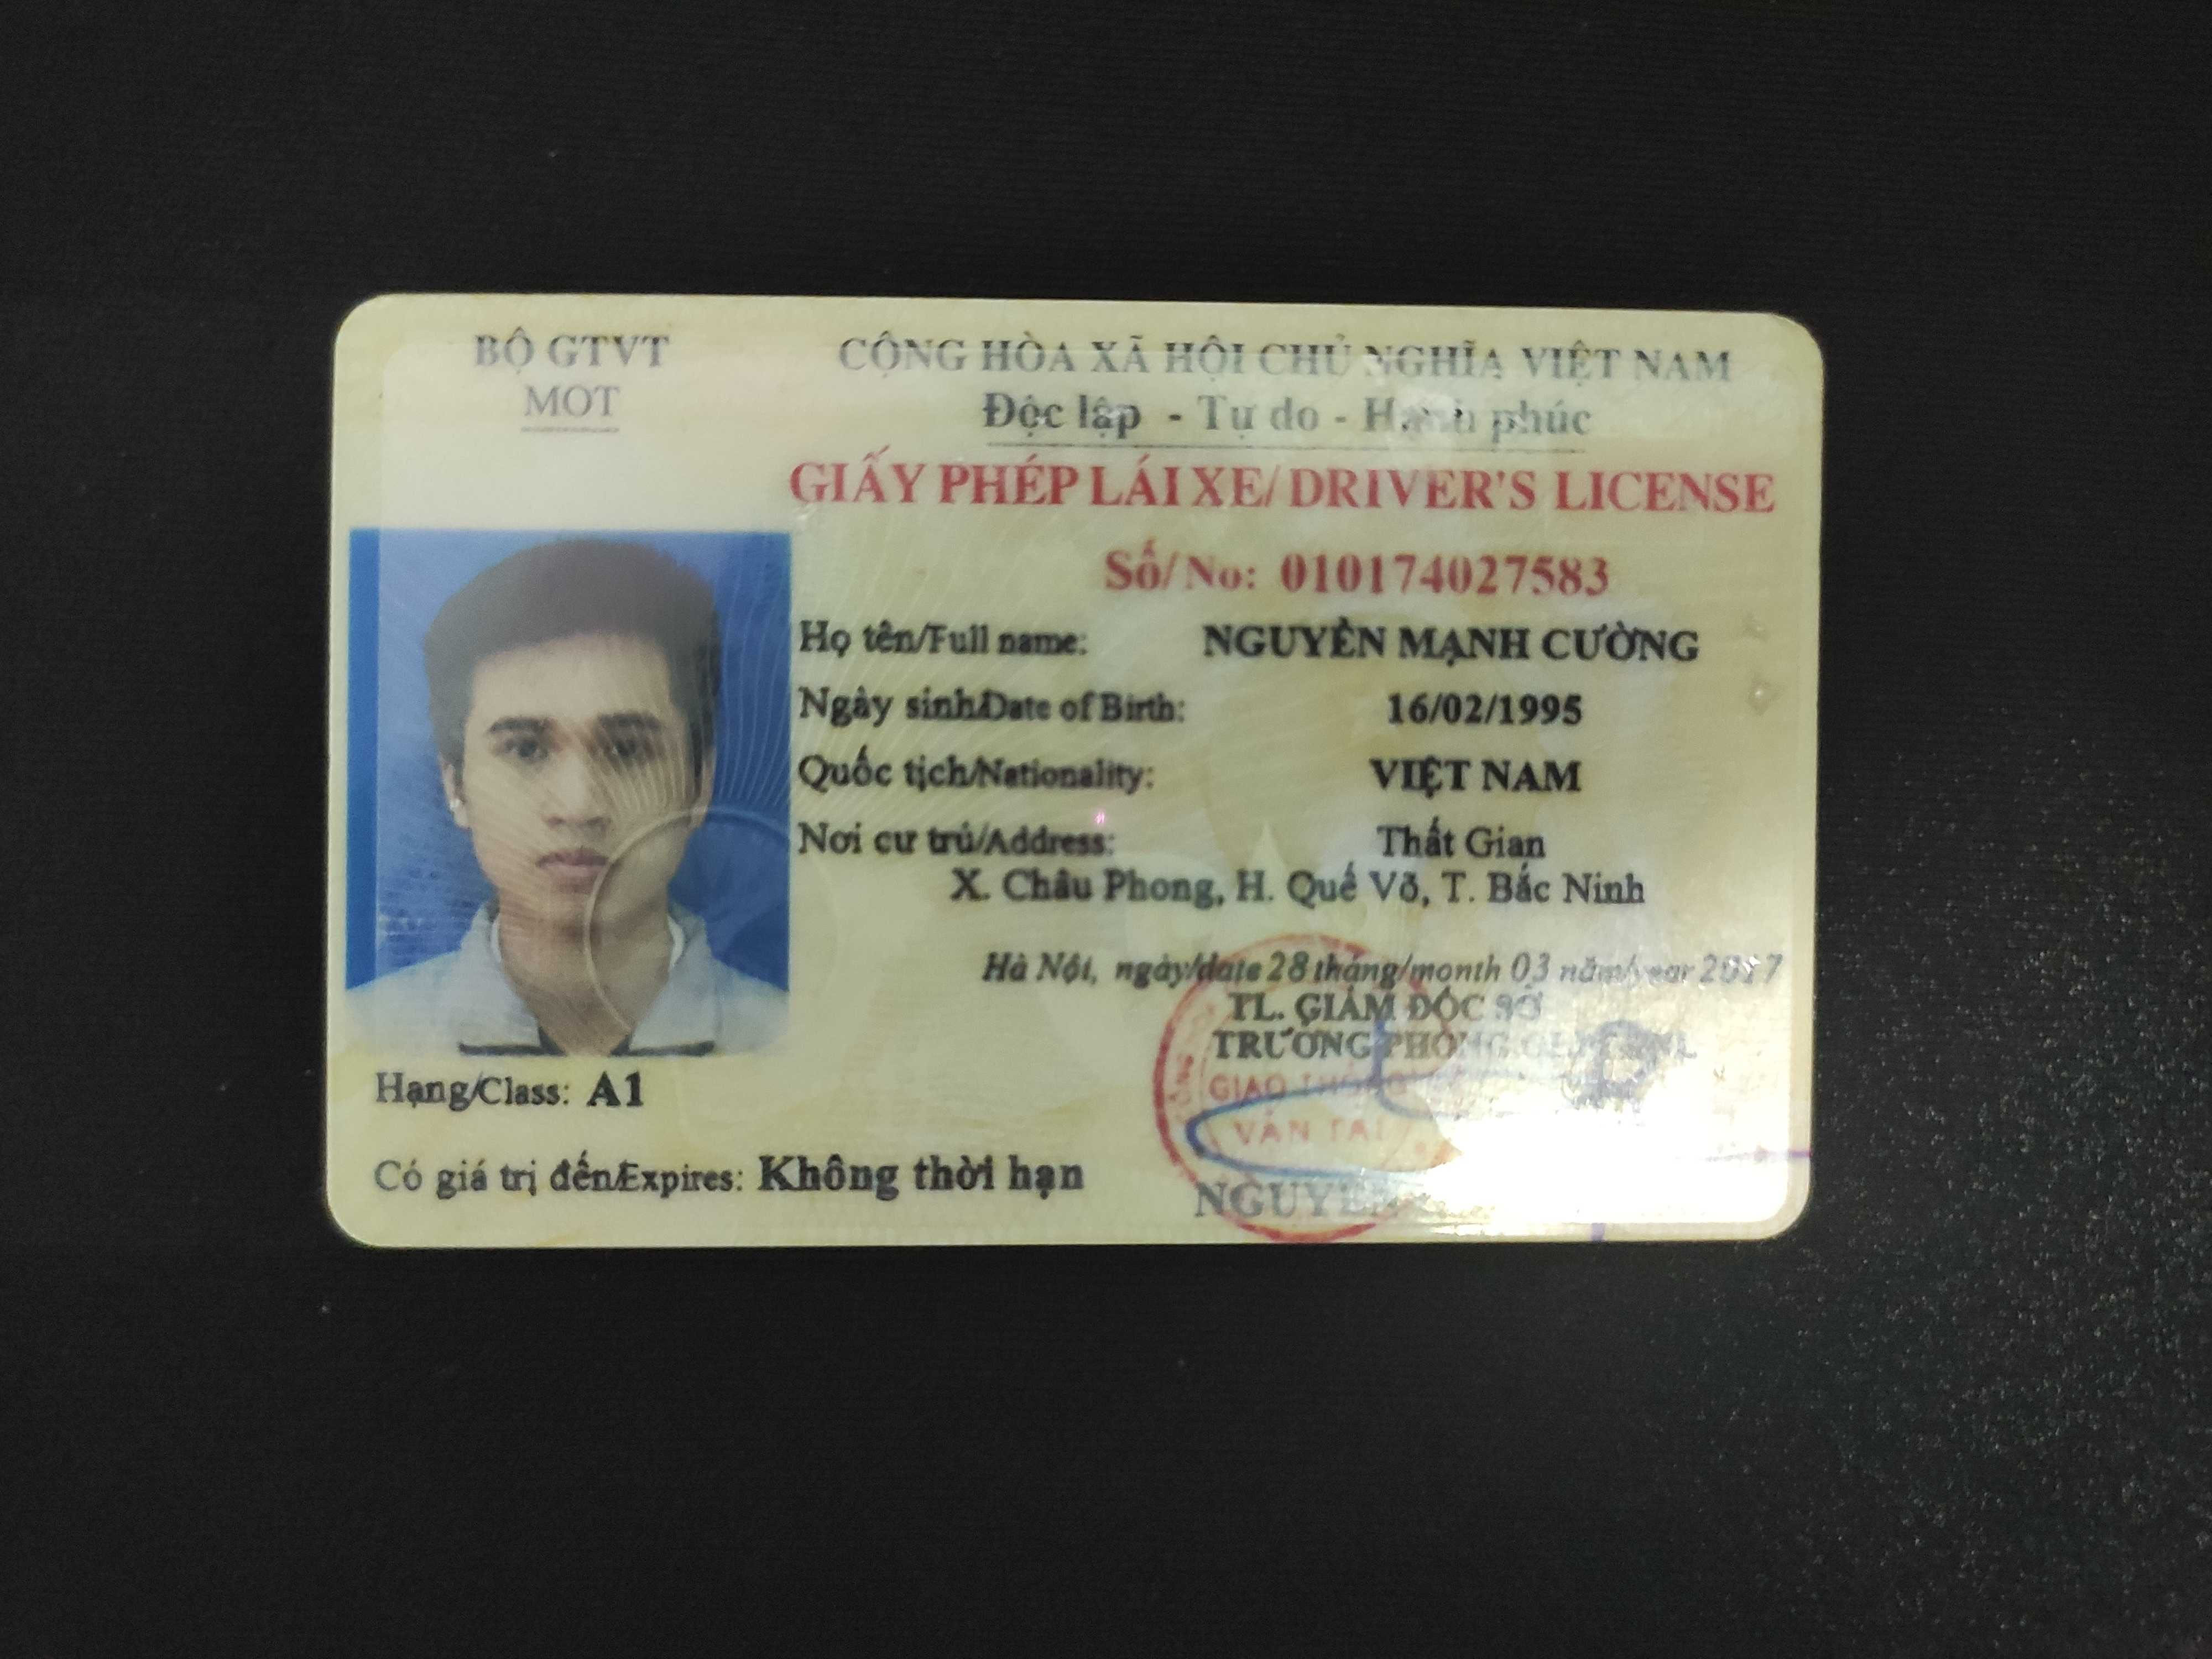 BỘ GTVT
MOT
CỘNG HÒA XÃ HỘI CHỦ NGHĨA VIỆT NAM
Độc lập - Tự do - Hạnh phúc
GIẤY PHÉP LÁI XE/ DRIVER'S LICENSE
Số/ No: 010174027583
Họ tên/Full name: NGUYỄN MẠNH CƯỜNG
Ngày sinh/Date of Birth: 16/02/1995
Quốc tịch/Nationality: VIỆT NAM
Nơi cư trú/Address: Thất Gian
X. Châu Phong, H. Quế Võ, T. Bắc Ninh
Hà Nội, ngày/date 28 tháng/month 03 năm/year 2017
TL. GIÁM ĐỐC SỞ
TRƯỞNG PHÒNG
GIAO THÔNG
VẬN TẢI
NGUYỄN
Hạng/Class: A1
Có giá trị đến/Expires: Không thời hạn